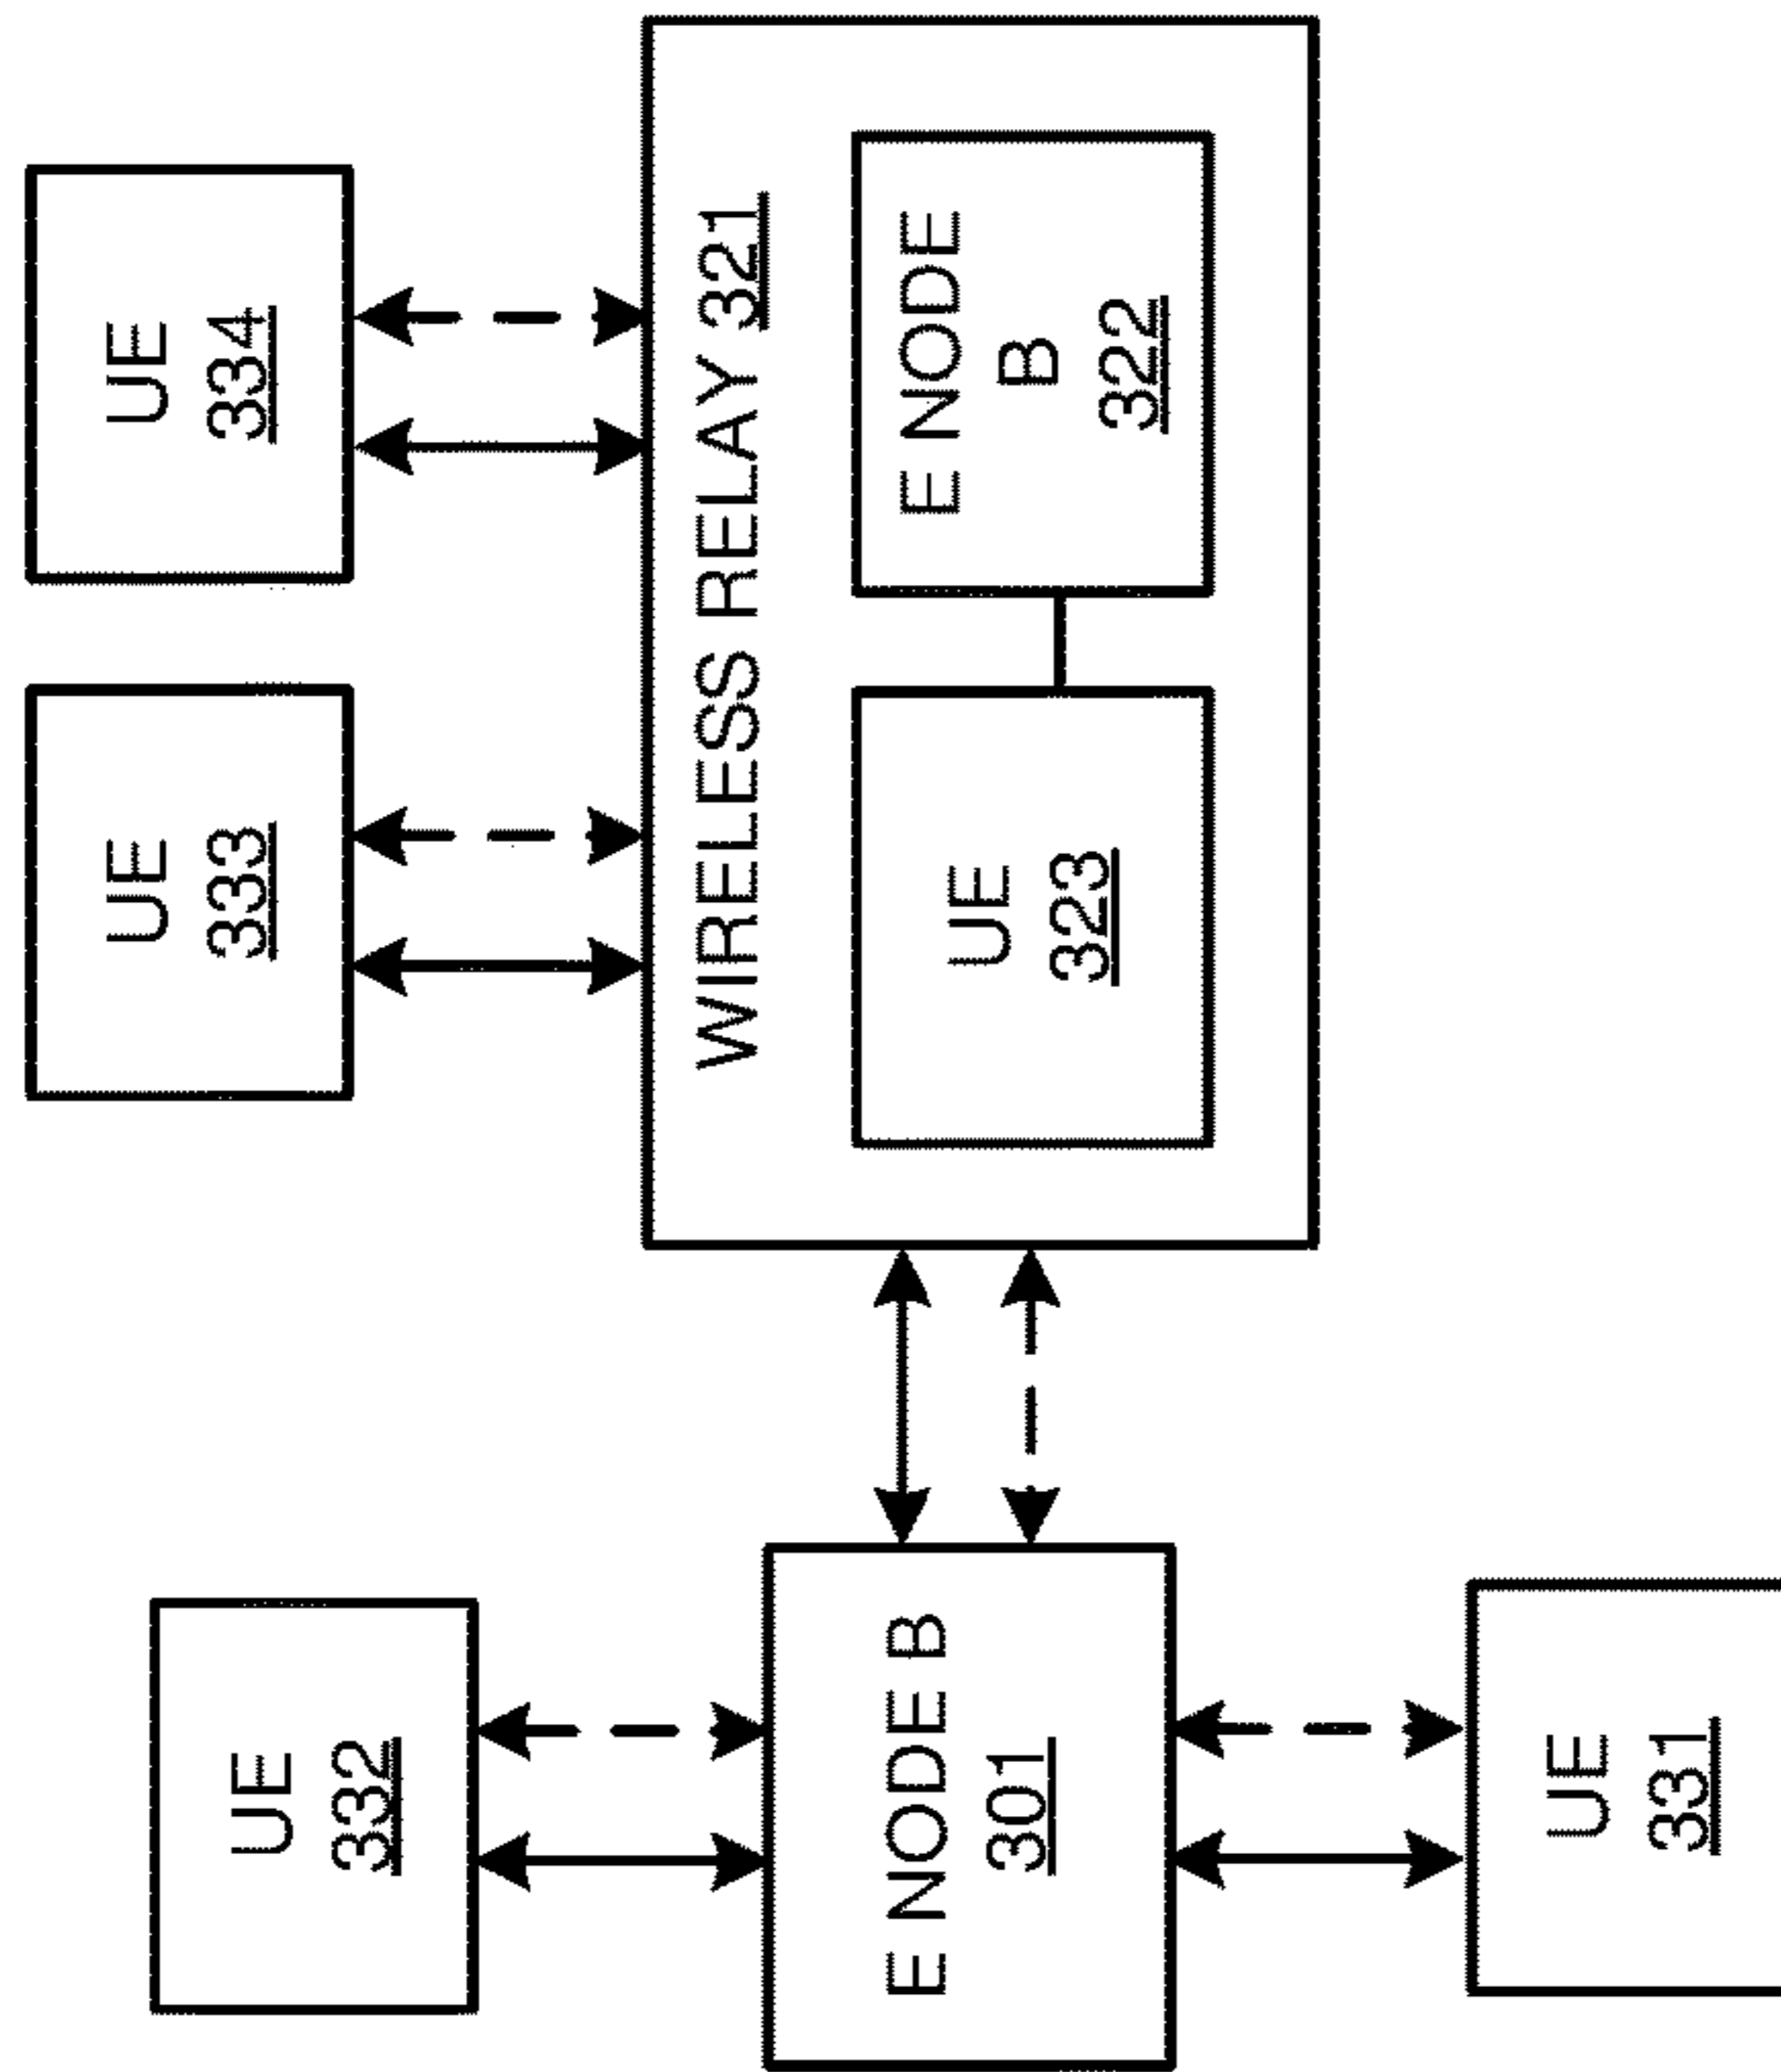 UE
332
UE
333
UE
334
E NODE B
301
WIRELESS RELAY 321
UE
323
E NODE
B
322
UE
331